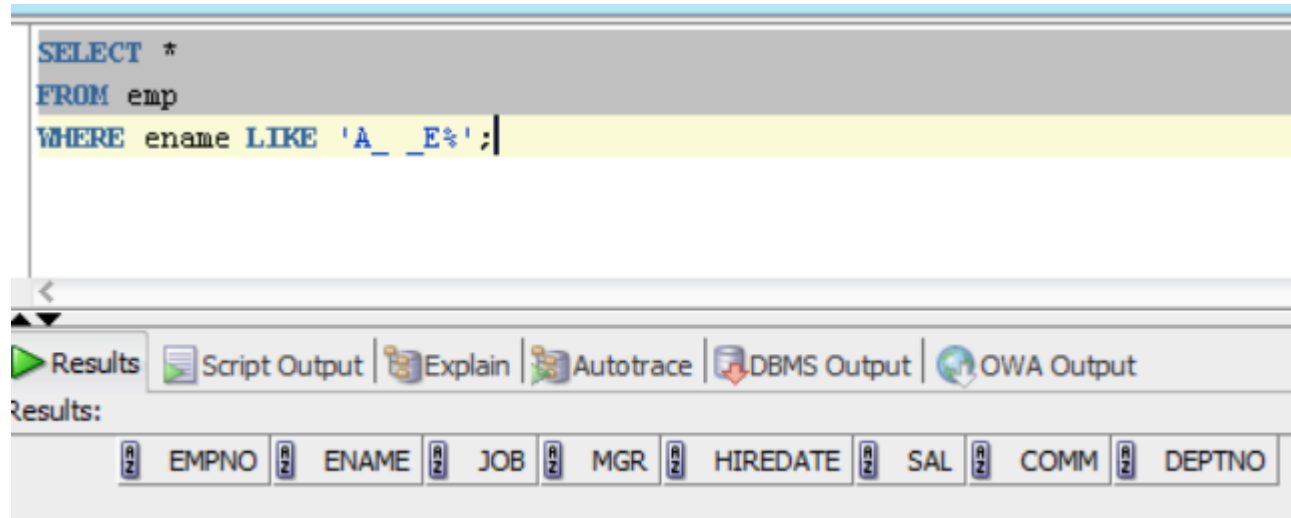 SELECT *
FROM emp
WHERE ename LIKE 'A_ _E%';
Results Script Output Explain Autotrace DBMS Output OWA Output
Results:
EMPNO ENAME JOB MGR HIREDATE SAL COMM DEPTNO